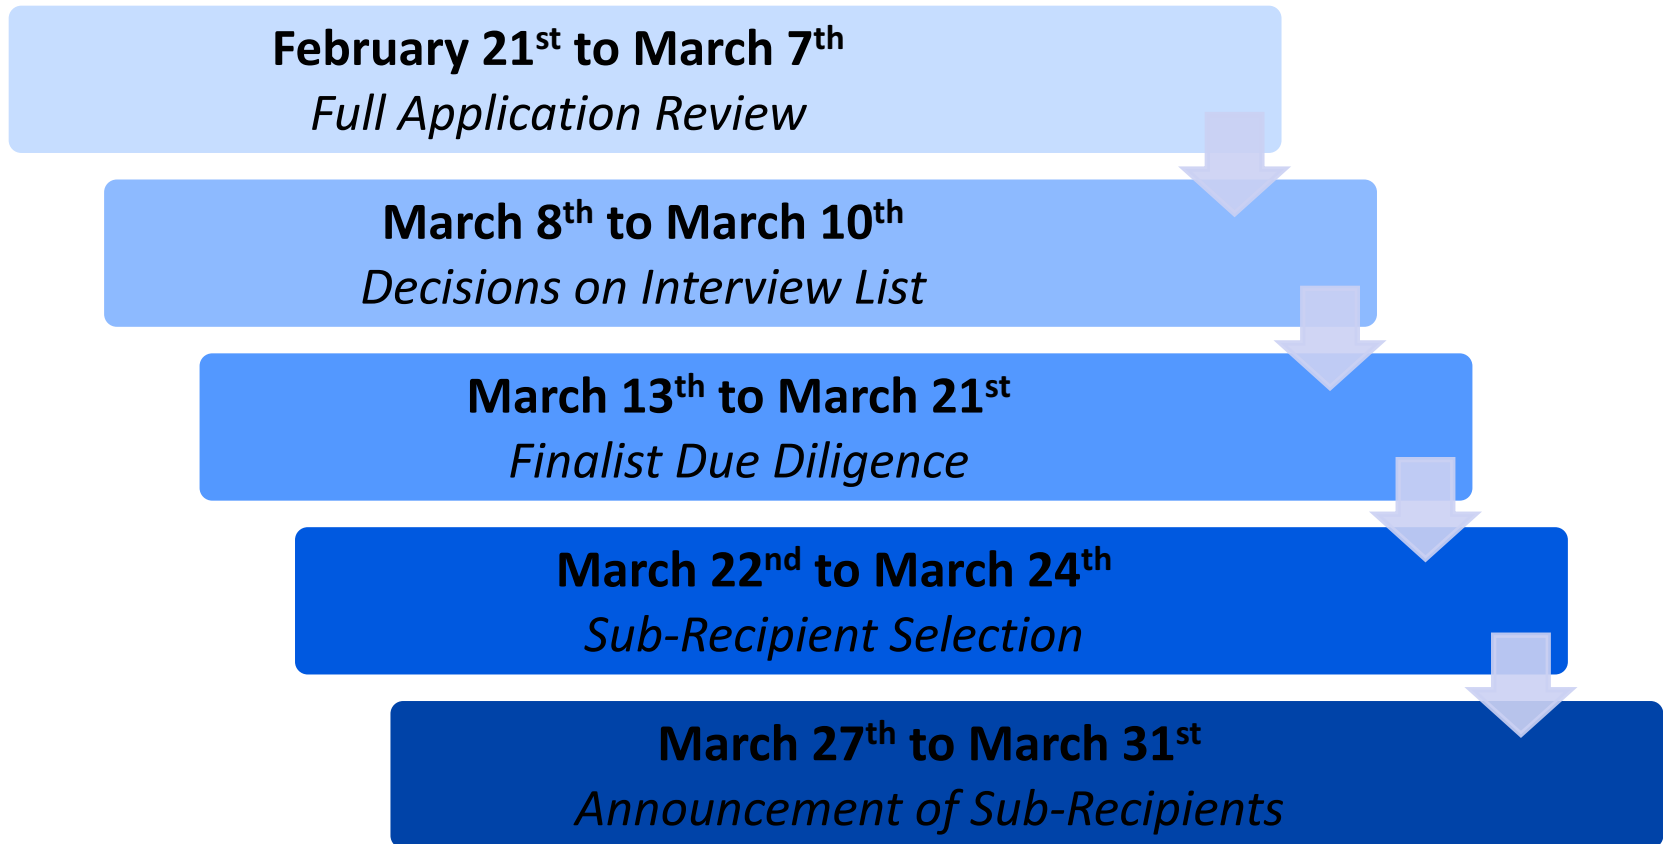 February 21st to March 7th
Full Application Review
March 8th to March 10th
Decisions on Interview List
March 13th to March 21st
Finalist Due Diligence
March 22nd to March 24th
Sub-Recipient Selection
March 27th to March 31st
Announcement of Sub-Recipients